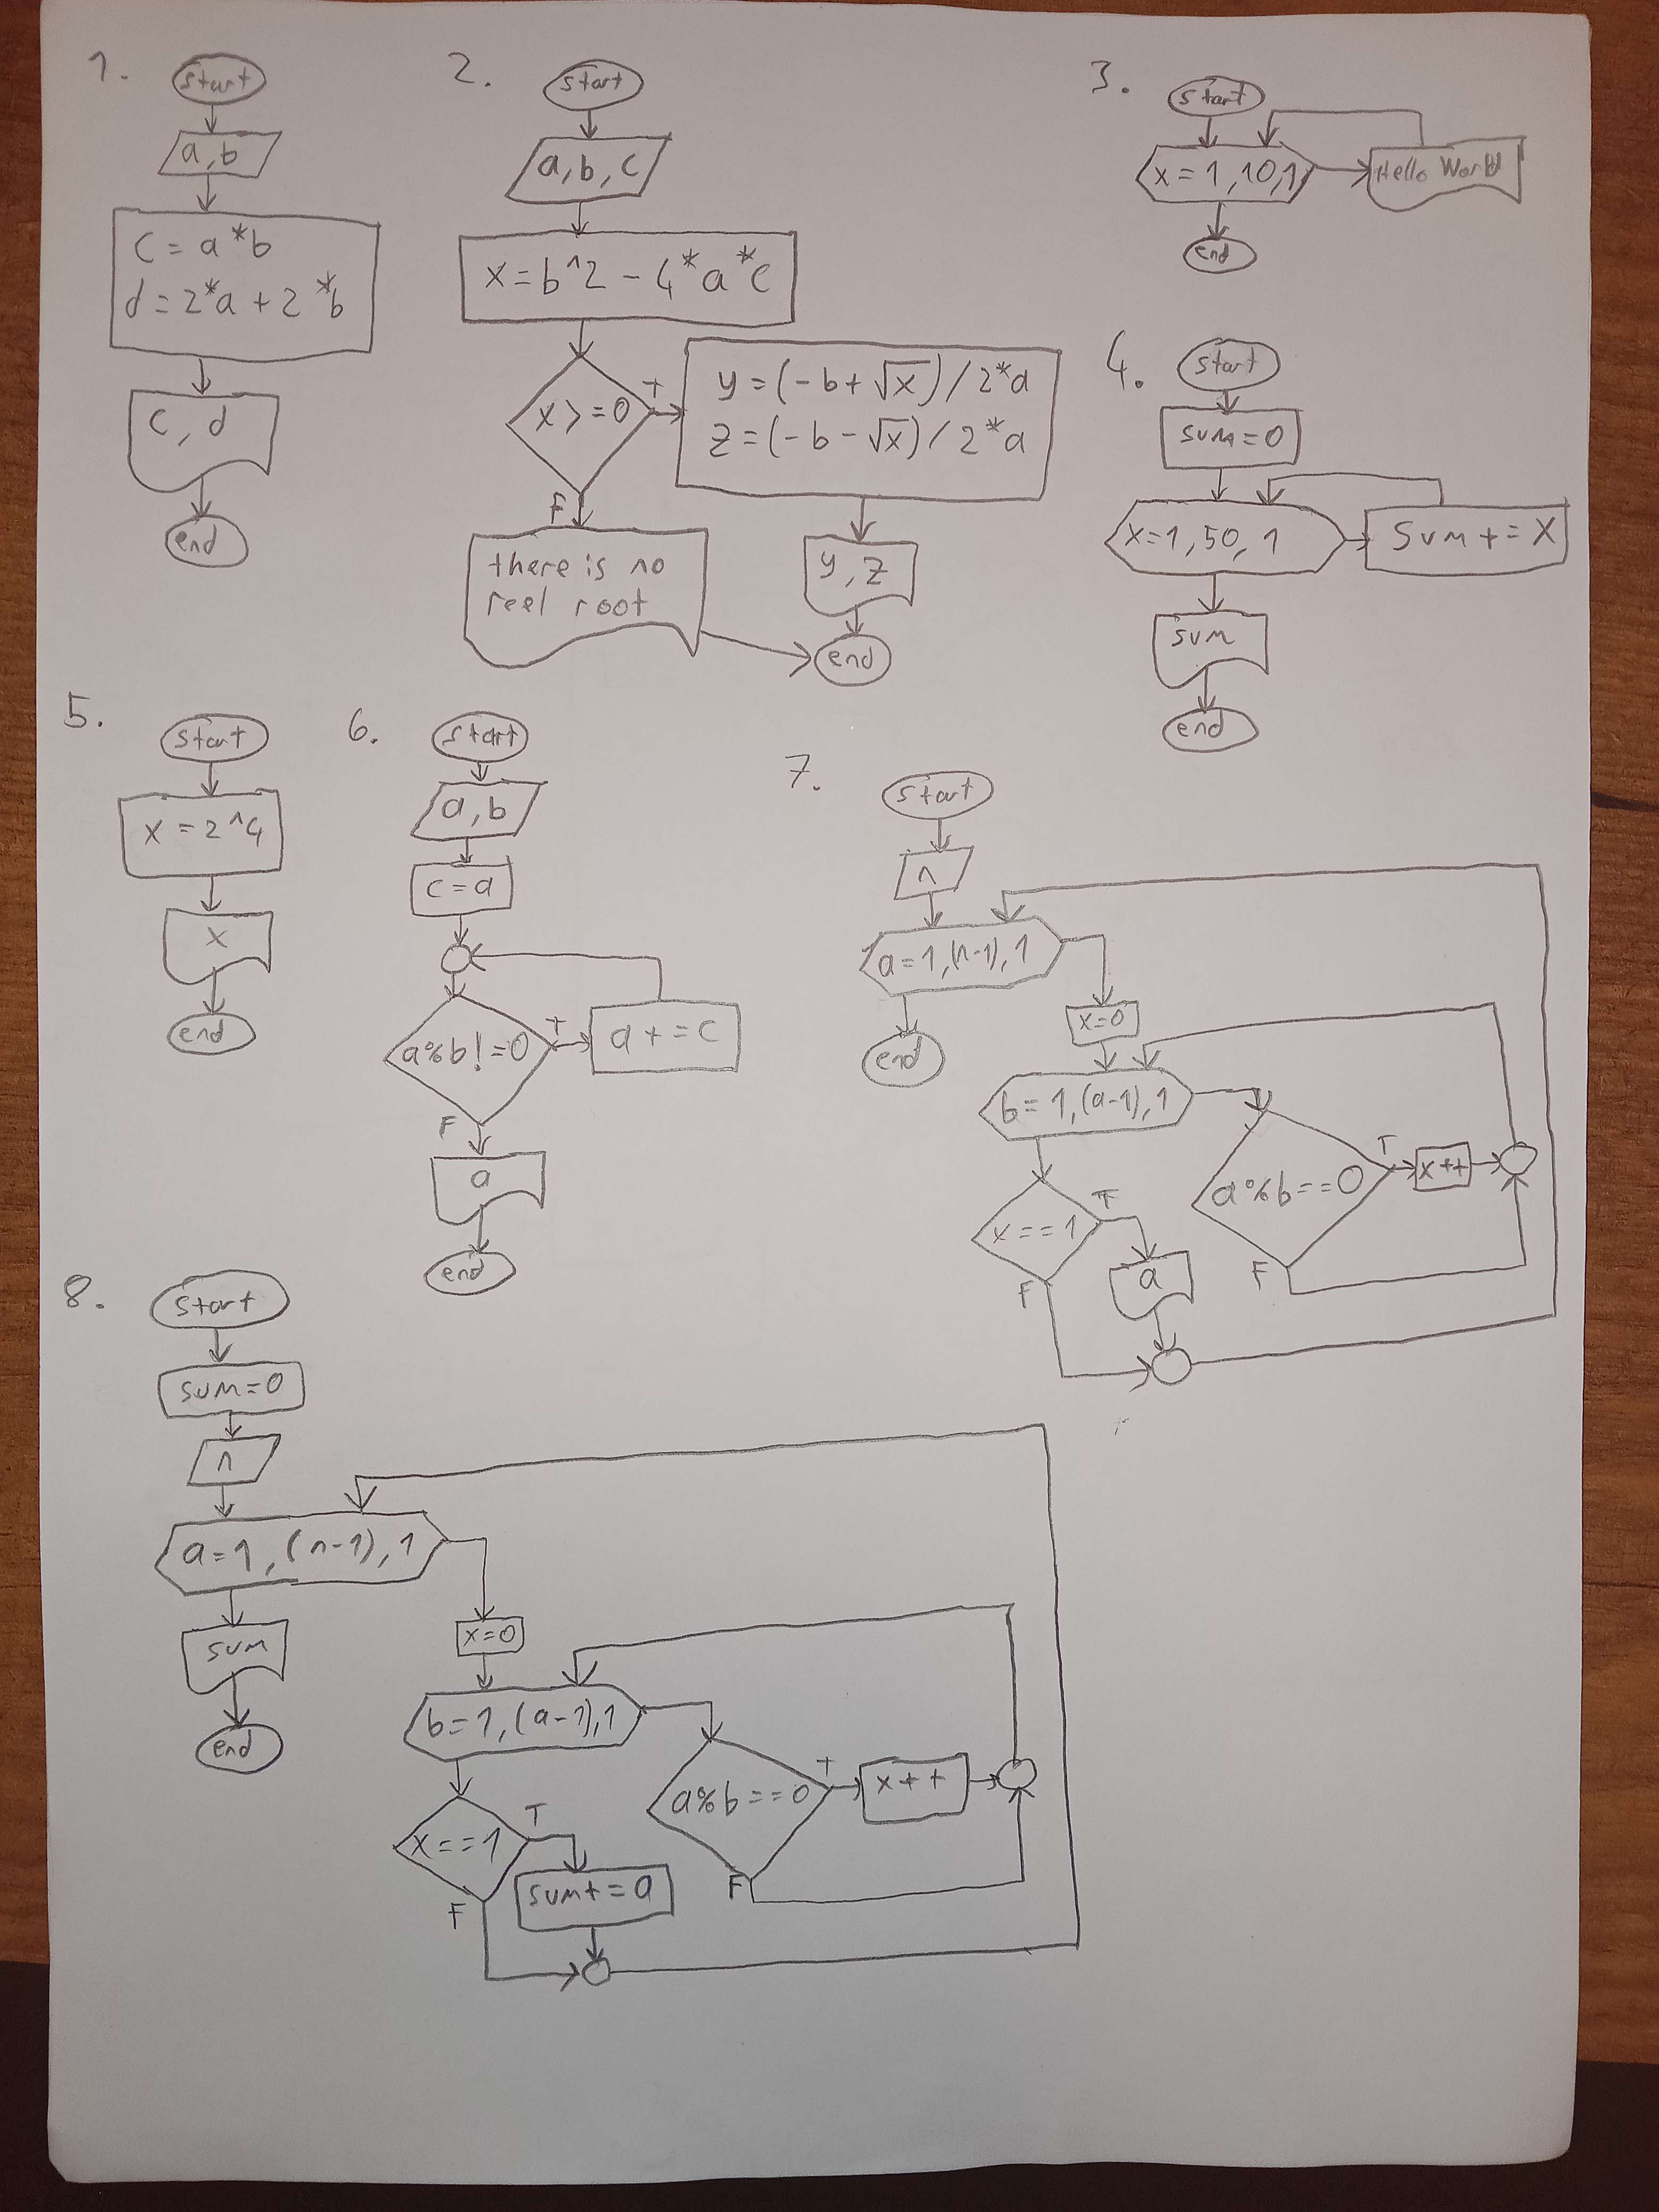 1.
start
a,b
c = a*b
d = 2*a + 2*b
c, d
end
2.
start
a, b, c
x = b^2 - 4*a*c
x >= 0
T
F
y = (-b + √x) / 2*a
z = (-b - √x) / 2*a
there is no
reel root
y, z
end
3.
start
x = 1,10,1
Hello World
end
4.
start
sum = 0
x=1,50,1
sum += x
sum
end
5.
start
x = 2^4
x
end
6.
start
a, b
c = a
a%b!=0
T
a += c
F
a
end
7.
start
n
a=1,(n-1),1
end
x=0
b=1,(a-1),1
a%b==0
T
x++
F
x==1
T
a
F
8.
start
sum=0
n
a=1,(n-1),1
sum
end
x=0
b=1,(a-1),1
a%b==0
T
x++
F
x==1
T
sum+=a
F